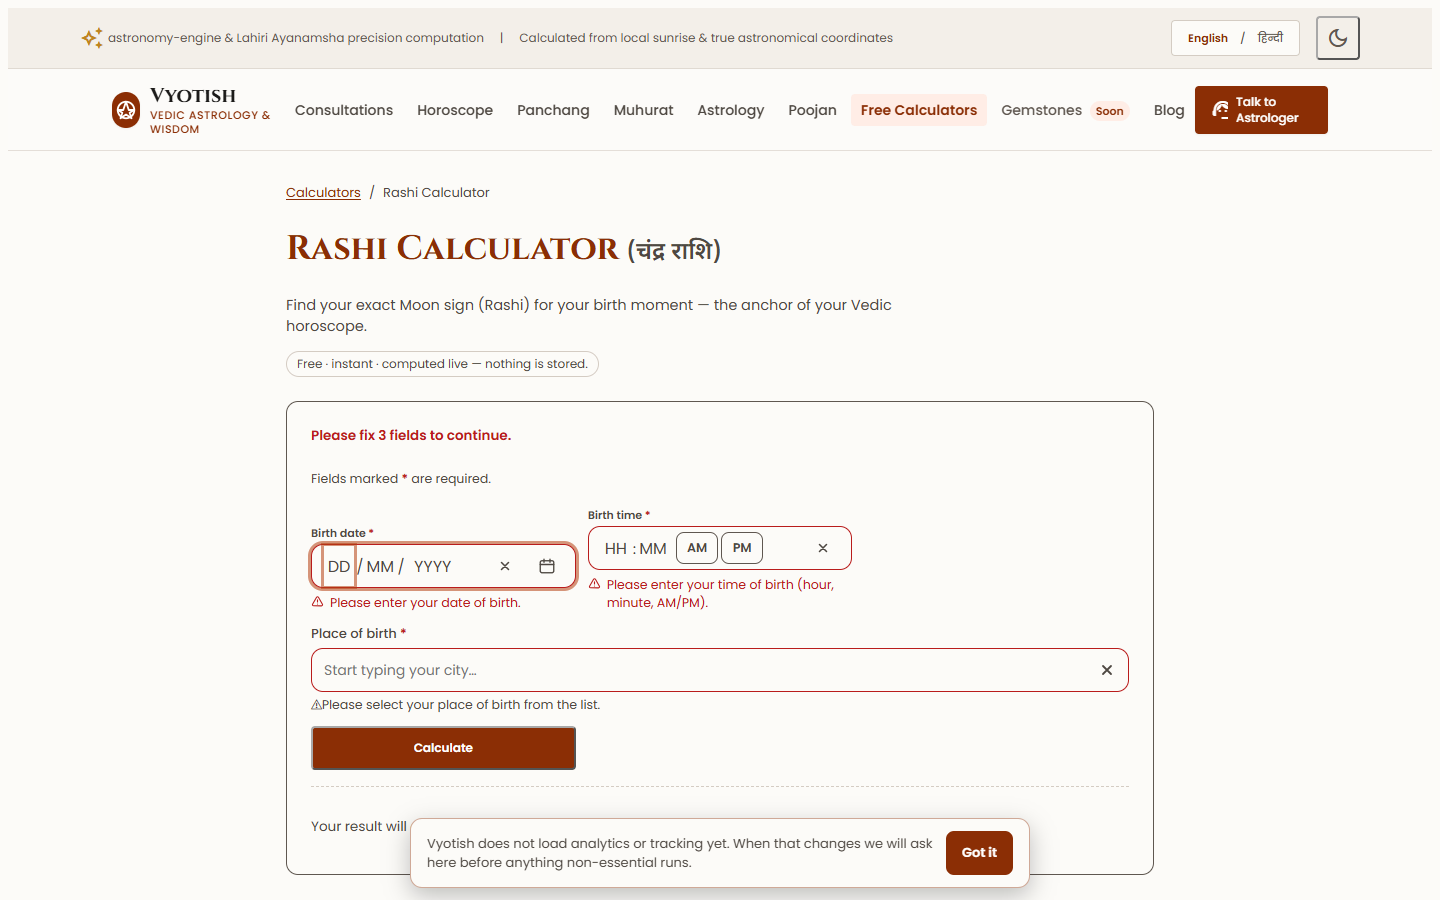 astronomy-engine & Lahiri Ayanamsha precision computation | Calculated from local sunrise & true astronomical coordinates
English / हिन्दी
Vyotish
VEDIC ASTROLOGY &
WISDOM
Consultations Horoscope Panchang Muhurat Astrology Poojan Free Calculators Gemstones Soon Blog
Talk to
Astrologer
Calculators / Rashi Calculator
Rashi Calculator (चंद्र राशि)
Find your exact Moon sign (Rashi) for your birth moment — the anchor of your Vedic
horoscope.
Free · instant · computed live — nothing is stored.
Please fix 3 fields to continue.
Fields marked * are required.
Birth date *
DD / MM / YYYY
Please enter your date of birth.
Birth time *
HH : MM AM PM
Please enter your time of birth (hour,
minute, AM/PM).
Place of birth *
Start typing your city...
Please select your place of birth from the list.
Calculate
Your result will
Vyotish does not load analytics or tracking yet. When that changes we will ask
here before anything non-essential runs.
Got it